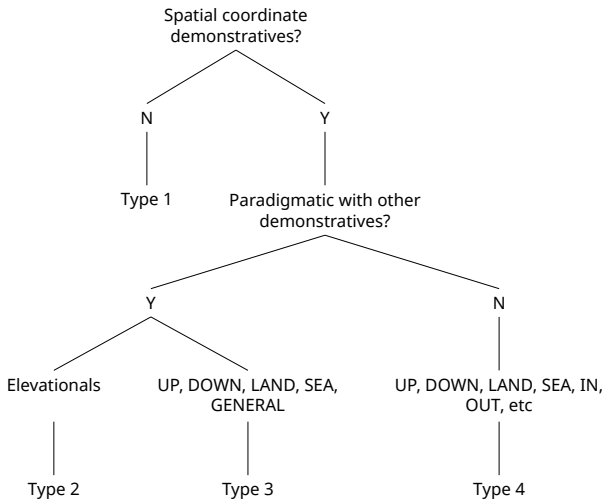 Spatial coordinate
demonstratives?
N
Y
Type 1
Paradigmatic with other
demonstratives?
Y
N
Elevationals
UP, DOWN, LAND, SEA,
GENERAL
UP, DOWN, LAND, SEA, IN,
OUT, etc
Type 2
Type 3
Type 4